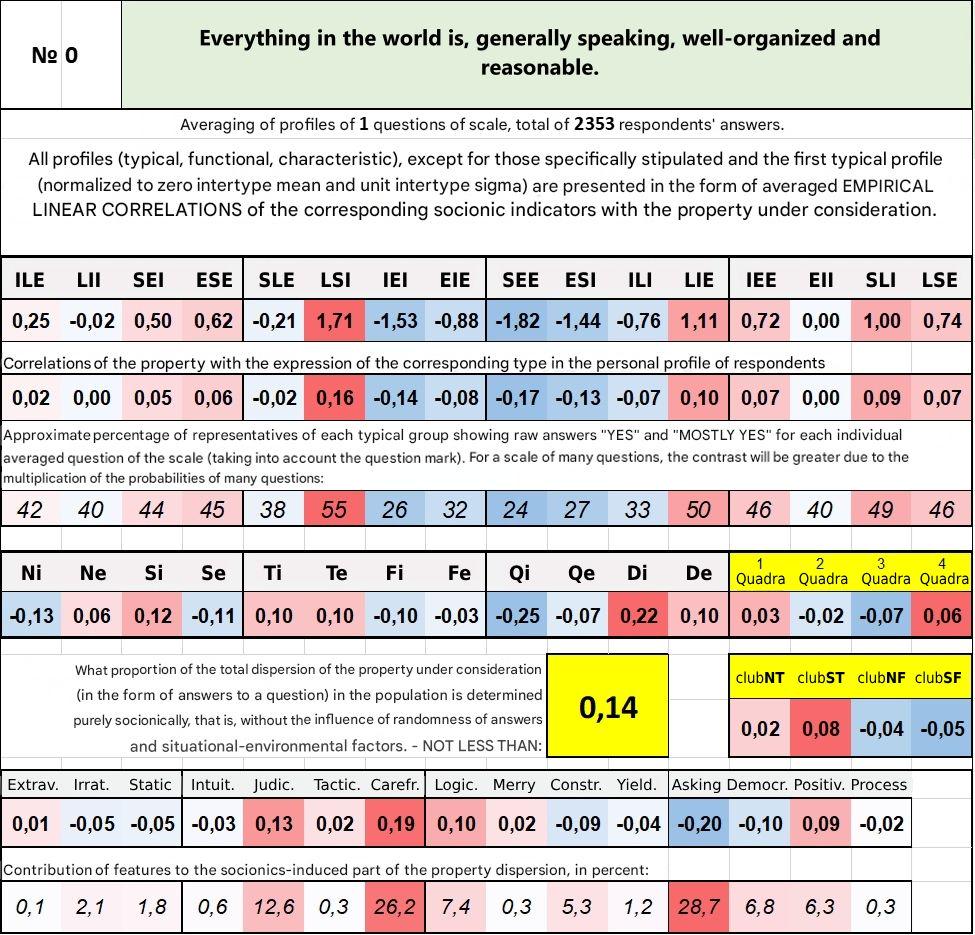 № 0
Everything in the world is, generally speaking, well-organized and
reasonable.
Averaging of profiles of 1 questions of scale, total of 2353 respondents' answers.
All profiles (typical, functional, characteristic), except for those specifically stipulated and the first typical profile
(normalized to zero intertype mean and unit intertype sigma) are presented in the form of averaged EMPIRICAL
LINEAR CORRELATIONS of the corresponding socionic indicators with the property under consideration.
ILE LII SEI ESE SLE LSI IEI EIE SEE ESI ILI LIE IEE EII SLI LSE
0,25 -0,02 0,50 0,62 -0,21 1,71 -1,53 -0,88 -1,82 -1,44 -0,76 1,11 0,72 0,00 1,00 0,74
Correlations of the property with the expression of the corresponding type in the personal profile of respondents
0,02 0,00 0,05 0,06 -0,02 0,16 -0,14 -0,08 -0,17 -0,13 -0,07 0,10 0,07 0,00 0,09 0,07
Approximate percentage of representatives of each typical group showing raw answers "YES" and "MOSTLY YES" for each individual
averaged question of the scale (taking into account the question mark). For a scale of many questions, the contrast will be greater due to the
multiplication of the probabilities of many questions:
42 40 44 45 38 55 26 32 24 27 33 50 46 40 49 46
Ni Ne Si Se Ti Te Fi Fe Qi Qe Di De 1 Quadra 2 Quadra 3 Quadra 4 Quadra
-0,13 0,06 0,12 -0,11 0,10 0,10 -0,10 -0,03 -0,25 -0,07 0,22 0,10 0,03 -0,02 -0,07 0,06
What proportion of the total dispersion of the property under consideration
(in the form of answers to a question) in the population is determined
purely socionically, that is, without the influence of randomness of answers
and situational-environmental factors. - NOT LESS THAN:
0,14
clubNT clubST clubNF clubSF
0,02 0,08 -0,04 -0,05
Extrav. Irrat. Static Intuit. Judic. Tactic. Carefr. Logic. Merry Constr. Yield. Asking Democr. Positiv. Process
0,01 -0,05 -0,05 -0,03 0,13 0,02 0,19 0,10 0,02 -0,09 -0,04 -0,20 -0,10 0,09 -0,02
Contribution of features to the socionics-induced part of the property dispersion, in percent:
0,1 2,1 1,8 0,6 12,6 0,3 26,2 7,4 0,3 5,3 1,2 28,7 6,8 6,3 0,3